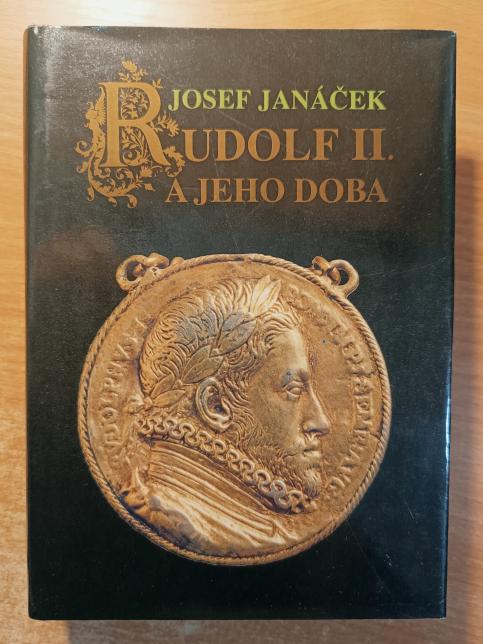 JOSEF JANÁČEK
RUDOLF II.
A JEHO DOBA